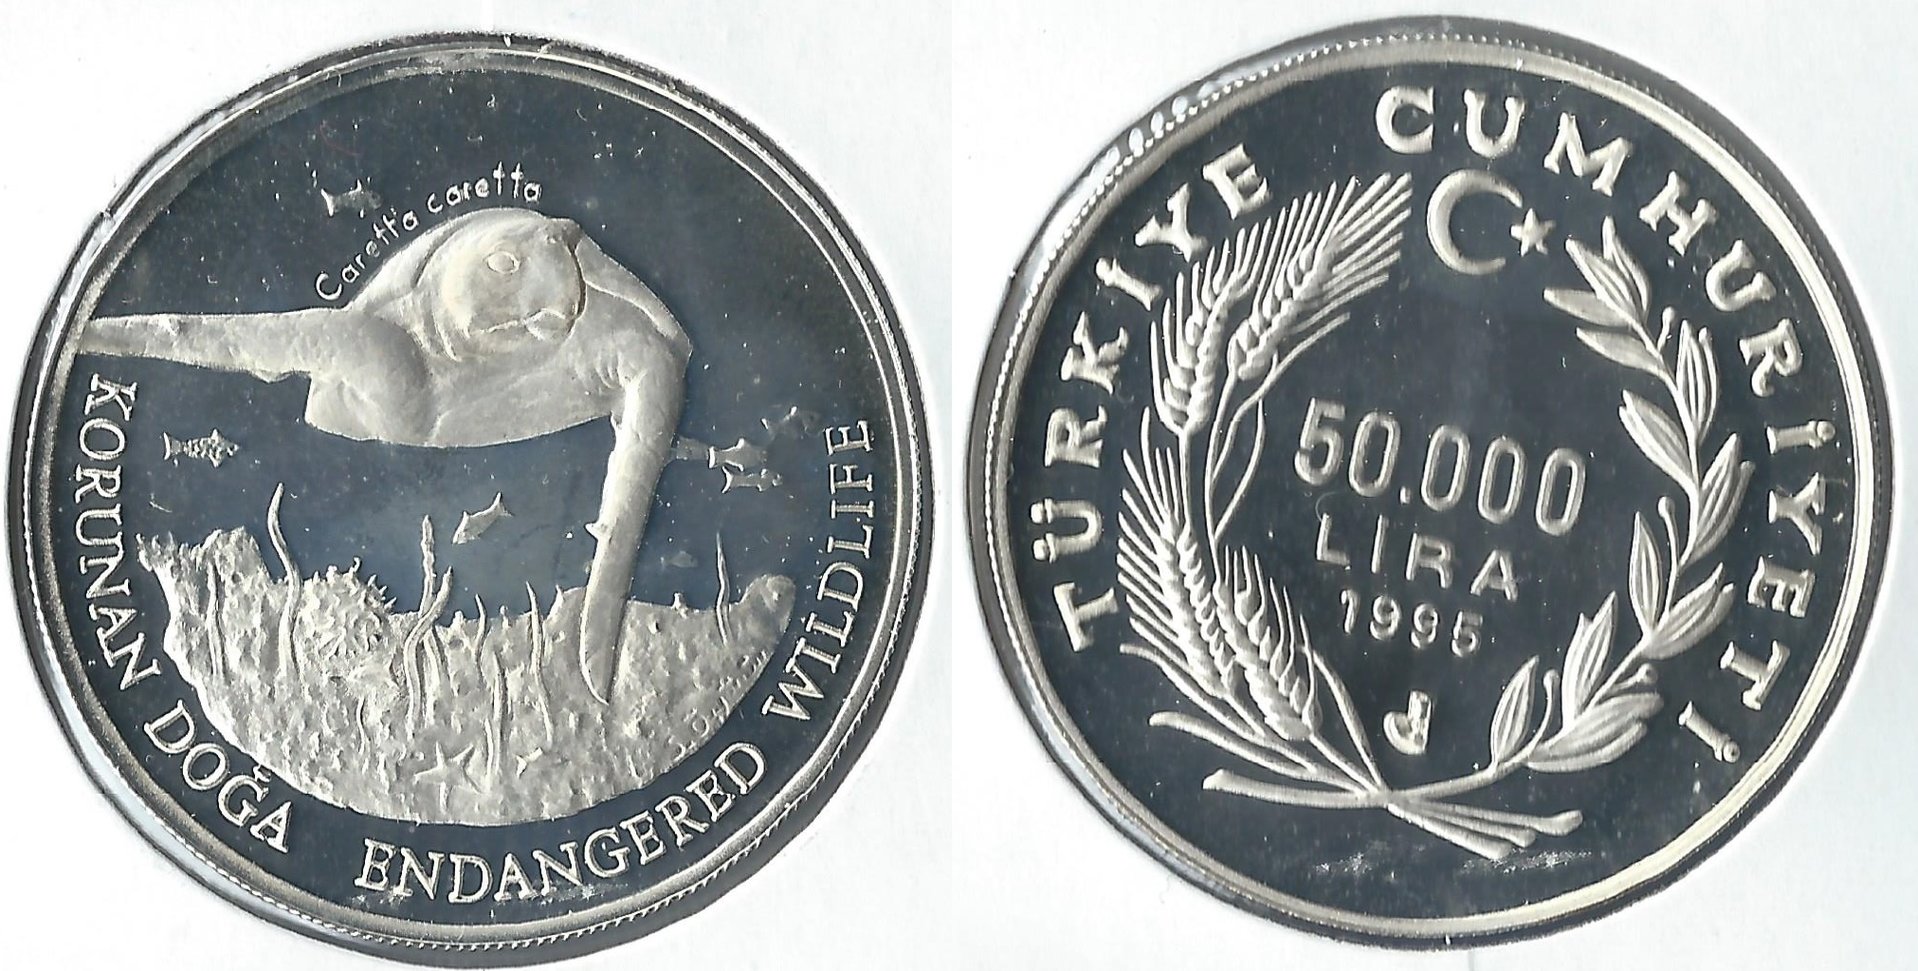 Caretta caretta
KORUNAN DOĞA ENDANGERED WILDLIFE
TÜRKİYE CUMHURİYETİ
50.000
LİRA
1995